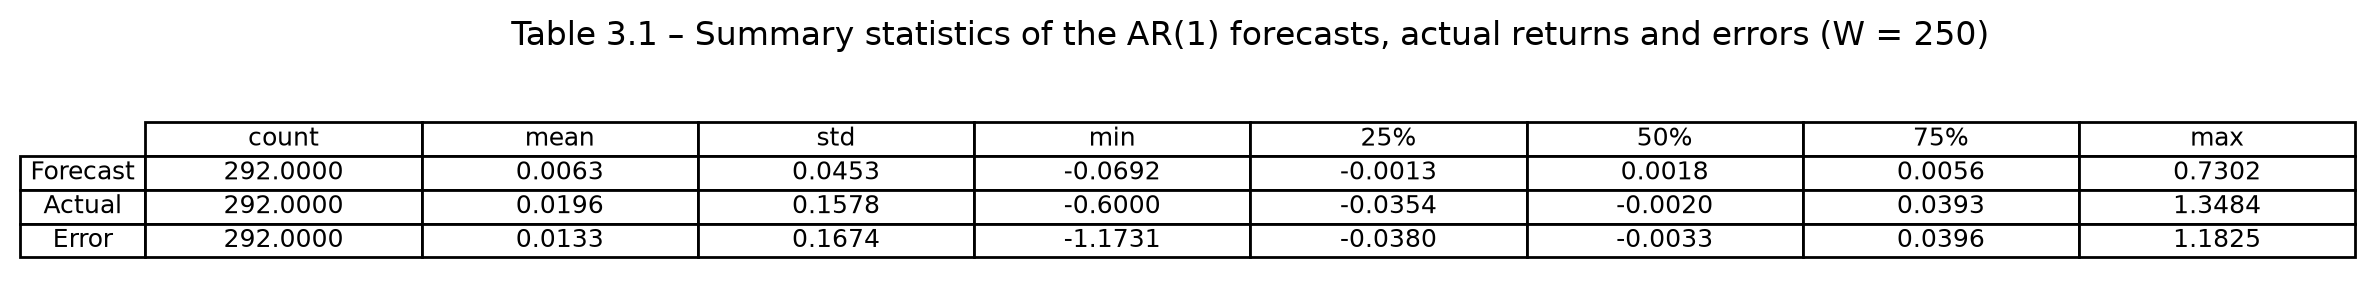 Table 3.1 – Summary statistics of the AR(1) forecasts, actual returns and errors (W = 250)
count mean std min 25% 50% 75% max
Forecast 292.0000 0.0063 0.0453 -0.0692 -0.0013 0.0018 0.0056 0.7302
Actual 292.0000 0.0196 0.1578 -0.6000 -0.0354 -0.0020 0.0393 1.3484
Error 292.0000 0.0133 0.1674 -1.1731 -0.0380 -0.0033 0.0396 1.1825